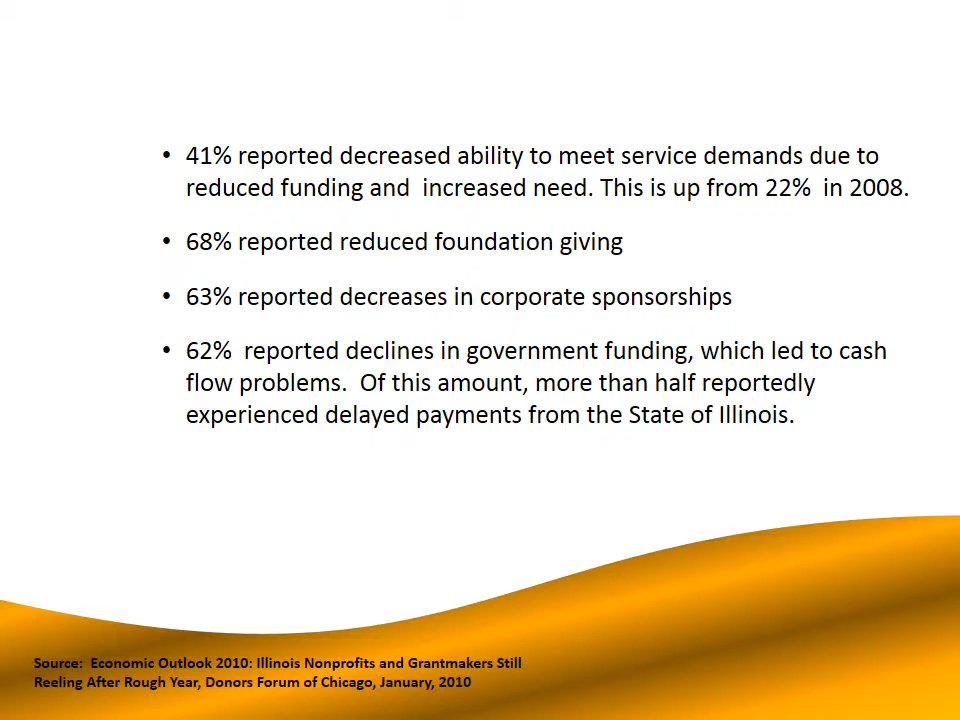 • 41% reported decreased ability to meet service demands due to
reduced funding and  increased need. This is up from 22%  in 2008.
• 68% reported reduced foundation giving
• 63% reported decreases in corporate sponsorships
• 62%  reported declines in government funding, which led to cash
flow problems.  Of this amount, more than half reportedly
experienced delayed payments from the State of Illinois.
Source:  Economic Outlook 2010: Illinois Nonprofits and Grantmakers Still
Reeling After Rough Year, Donors Forum of Chicago, January, 2010